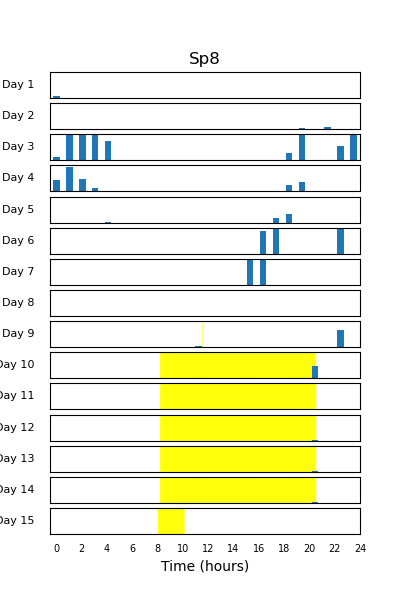 Sp8
Day 1
Day 2
Day 3
Day 4
Day 5
Day 6
Day 7
Day 8
Day 9
Day 10
Day 11
Day 12
Day 13
Day 14
Day 15
0 2 4 6 8 10 12 14 16 18 20 22 24
Time (hours)